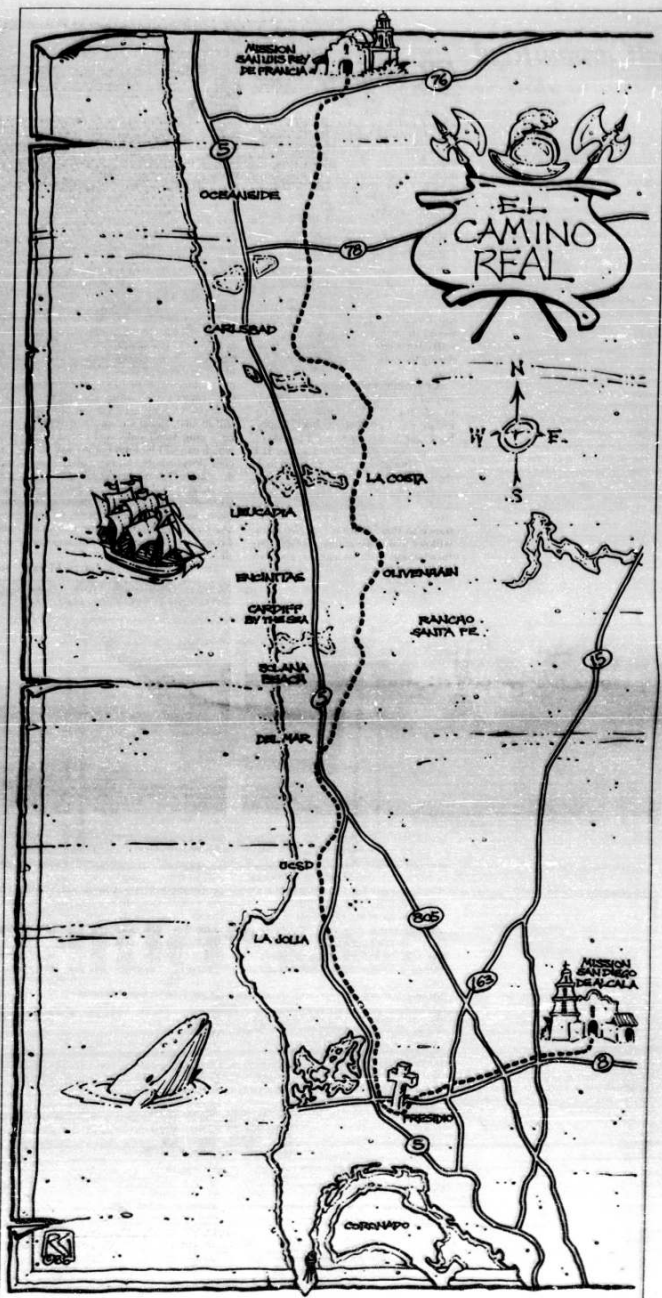 MISSION
SAN LUIS REY
DE FRANCIA
76
5
OCEANSIDE
EL
CAMINO
REAL
78
CARLSBAD
N
W
E
S
LA COSTA
LEUCADIA
ENCINITAS
OLIVENHAIN
CARDIFF
BY THE SEA
RANCHO
SANTA FE
15
SOLANA
BEACH
5
DEL MAR
UCSD
805
LA JOLLA
163
MISSION
SAN DIEGO
DE ALCALA
8
PRESIDIO
5
CORONADO